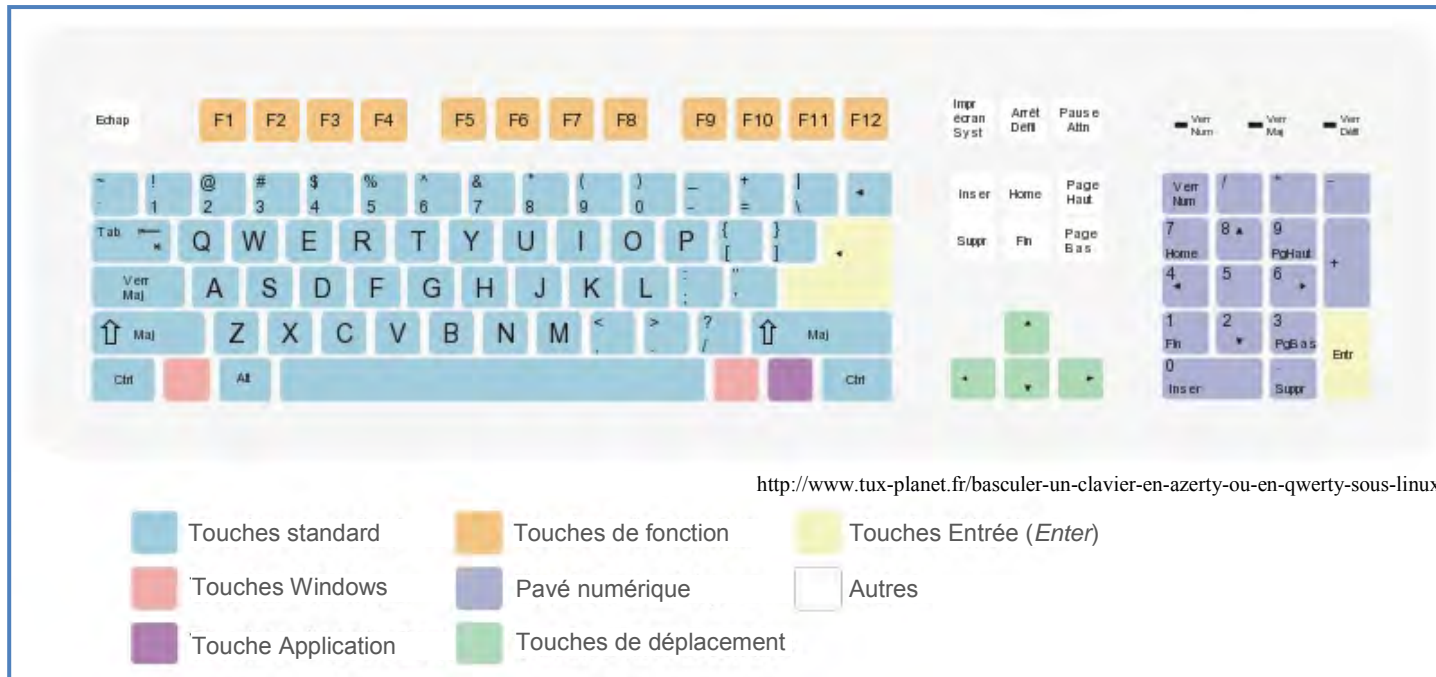 Echap F1 F2 F3 F4 F5 F6 F7 F8 F9 F10 F11 F12 Impr écran Syst Arrêt Défil Pause Attn Verr Num Verr Maj Verr Défil
~ ! @ # $ % ^ & * ( ) _ + |
` 1 2 3 4 5 6 7 8 9 0 - = \ Inser Home Page Haut Verr Num / * -
Tab Q W E R T Y U I O P { [ } ] Suppr Fin Page Bas 7 Home 8 9 PgHaut +
Verr Maj A S D F G H J K L : ; " ' 4 5 6
Maj Z X C V B N M < , > . ? / Maj 1 Fin 2 3 PgBas Entr
Ctrl Alt Ctrl 0 Inser . Suppr
http://www.tux-planet.fr/basculer-un-clavier-en-azerty-ou-en-qwerty-sous-linux
Touches standard Touches de fonction Touches Entrée (Enter)
Touches Windows Pavé numérique Autres
Touche Application Touches de déplacement